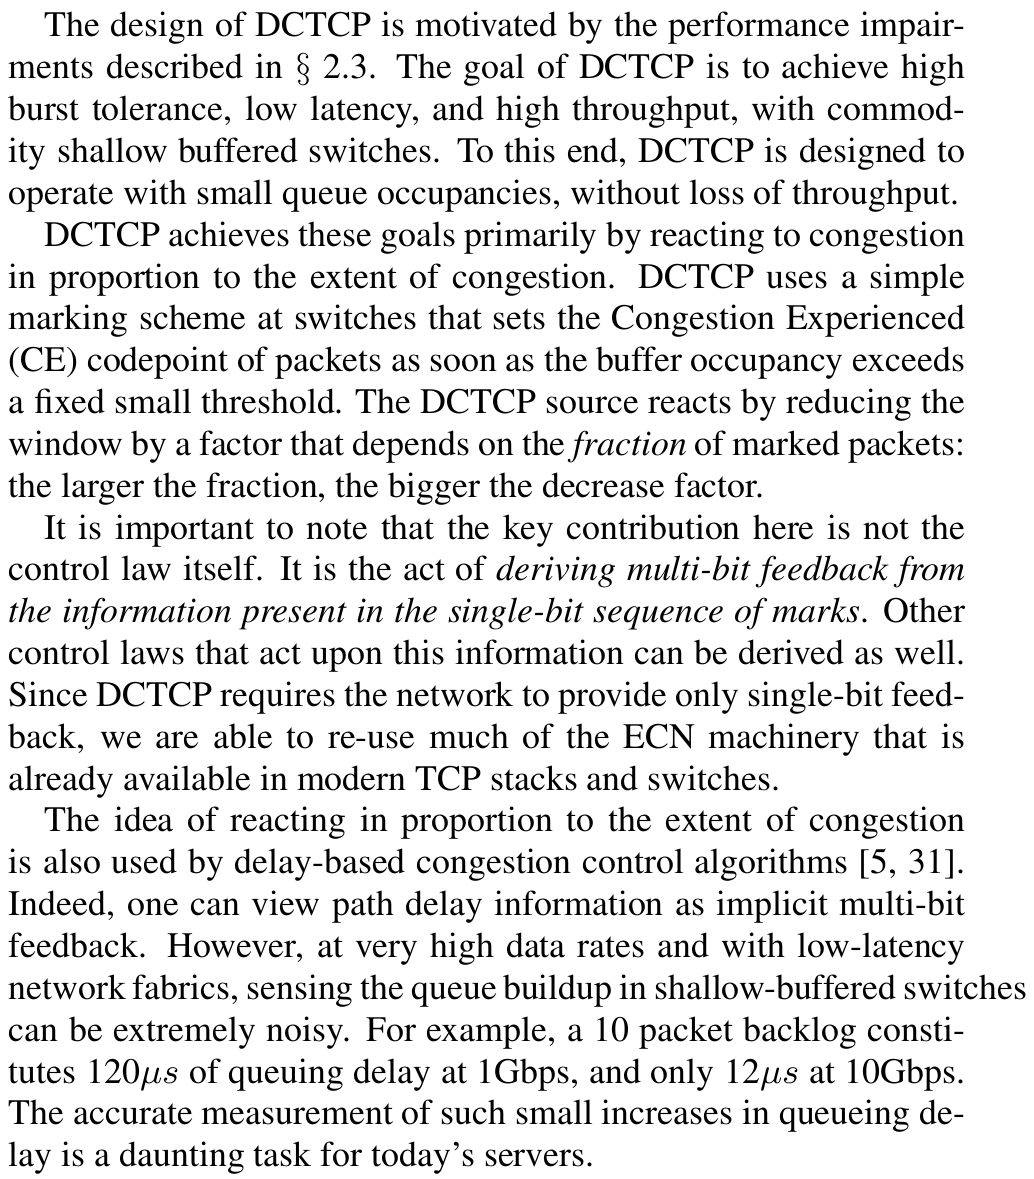 The design of DCTCP is motivated by the performance impair-
ments described in § 2.3. The goal of DCTCP is to achieve high
burst tolerance, low latency, and high throughput, with commod-
ity shallow buffered switches. To this end, DCTCP is designed to
operate with small queue occupancies, without loss of throughput.
DCTCP achieves these goals primarily by reacting to congestion
in proportion to the extent of congestion. DCTCP uses a simple
marking scheme at switches that sets the Congestion Experienced
(CE) codepoint of packets as soon as the buffer occupancy exceeds
a fixed small threshold. The DCTCP source reacts by reducing the
window by a factor that depends on the fraction of marked packets:
the larger the fraction, the bigger the decrease factor.
It is important to note that the key contribution here is not the
control law itself. It is the act of deriving multi-bit feedback from
the information present in the single-bit sequence of marks. Other
control laws that act upon this information can be derived as well.
Since DCTCP requires the network to provide only single-bit feed-
back, we are able to re-use much of the ECN machinery that is
already available in modern TCP stacks and switches.
The idea of reacting in proportion to the extent of congestion
is also used by delay-based congestion control algorithms [5, 31].
Indeed, one can view path delay information as implicit multi-bit
feedback. However, at very high data rates and with low-latency
network fabrics, sensing the queue buildup in shallow-buffered switches
can be extremely noisy. For example, a 10 packet backlog consti-
tutes 120μs of queuing delay at 1Gbps, and only 12μs at 10Gbps.
The accurate measurement of such small increases in queueing de-
lay is a daunting task for today's servers.